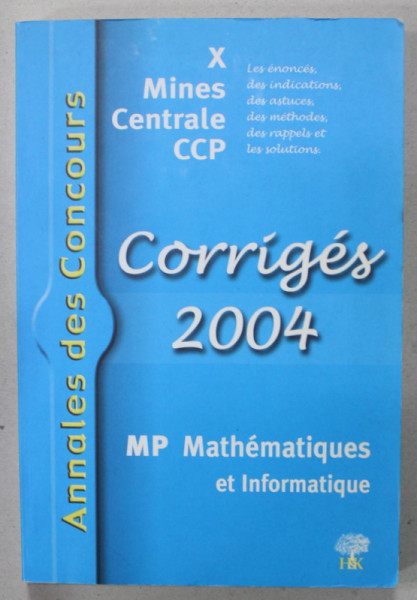 X
Mines
Centrale
CCP
Les énoncés,
des indications,
des astuces,
des méthodes,
des rappels et
les solutions.
Annales des Concours
Corrigés
2004
MP Mathématiques
et Informatique
H&K